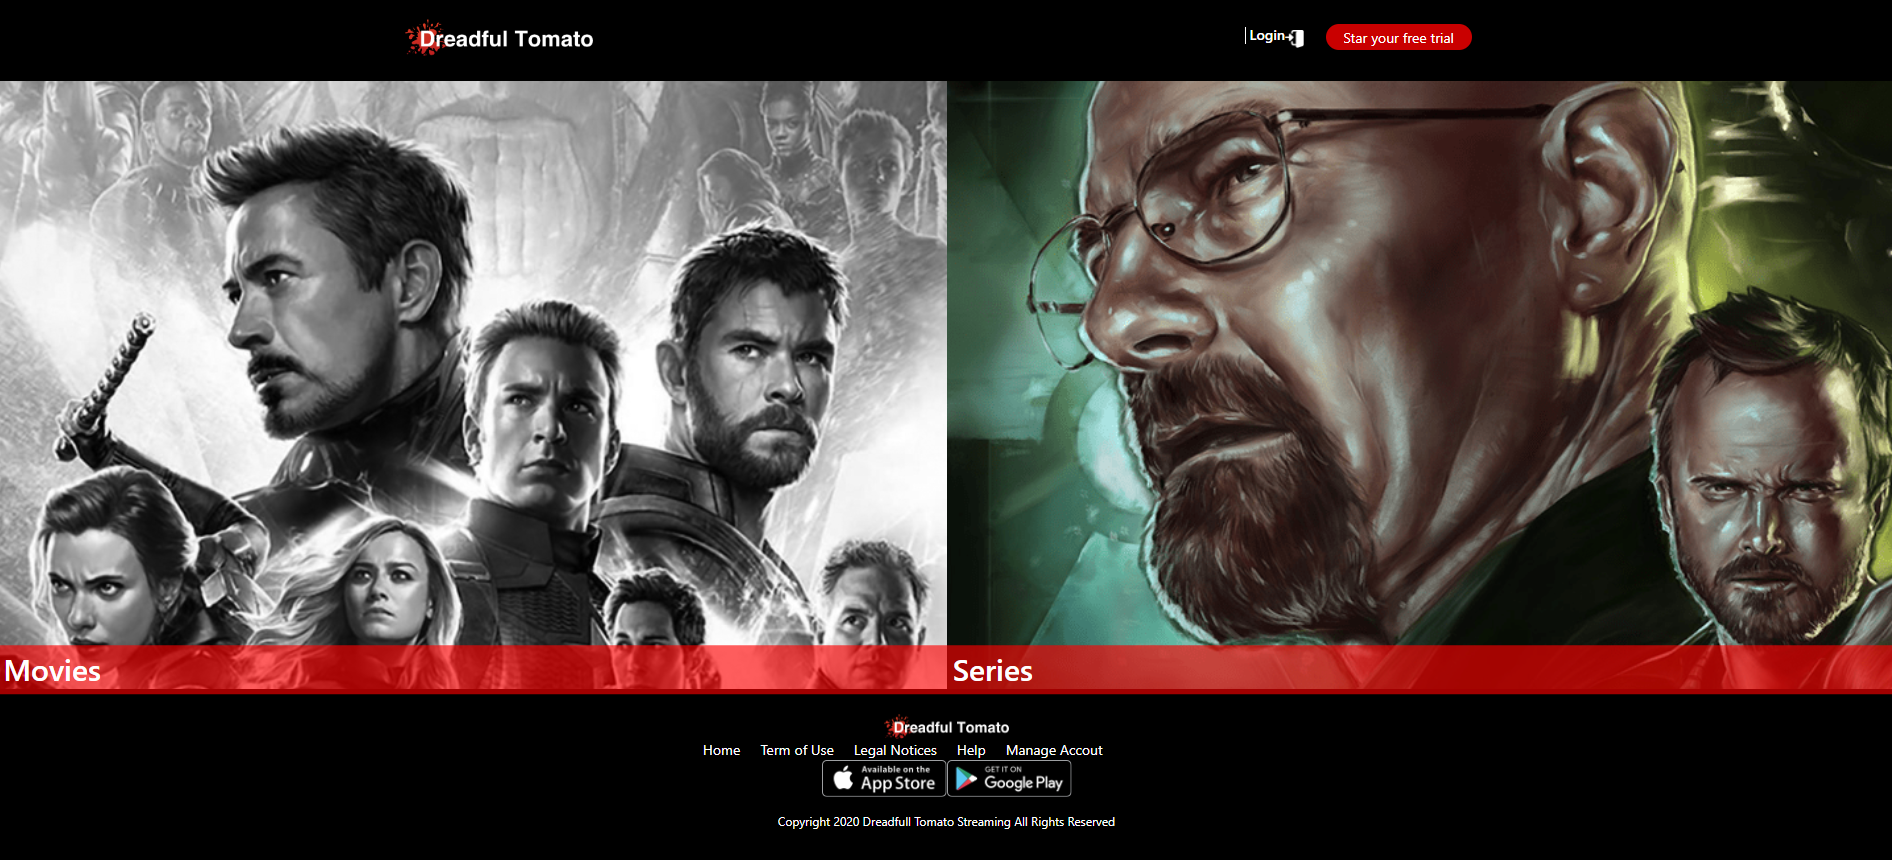 Dreadful Tomato
Login
Star your free trial
Movies
Series
Dreadful Tomato
Home Term of Use Legal Notices Help Manage Accout
Available on the
App Store
GET IT ON
Google Play
Copyright 2020 Dreadfull Tomato Streaming All Rights Reserved